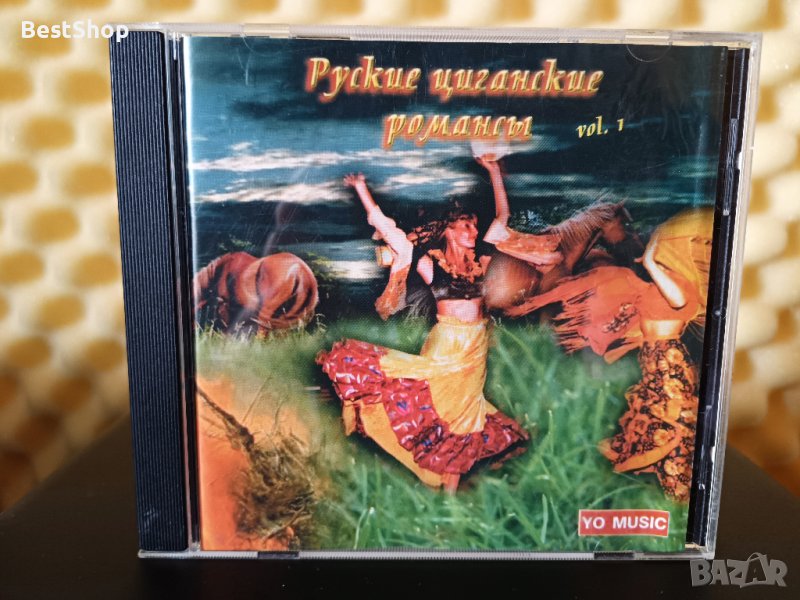 BestShop
Руские циганские
романсы vol. 1
YO MUSIC
BAZAR